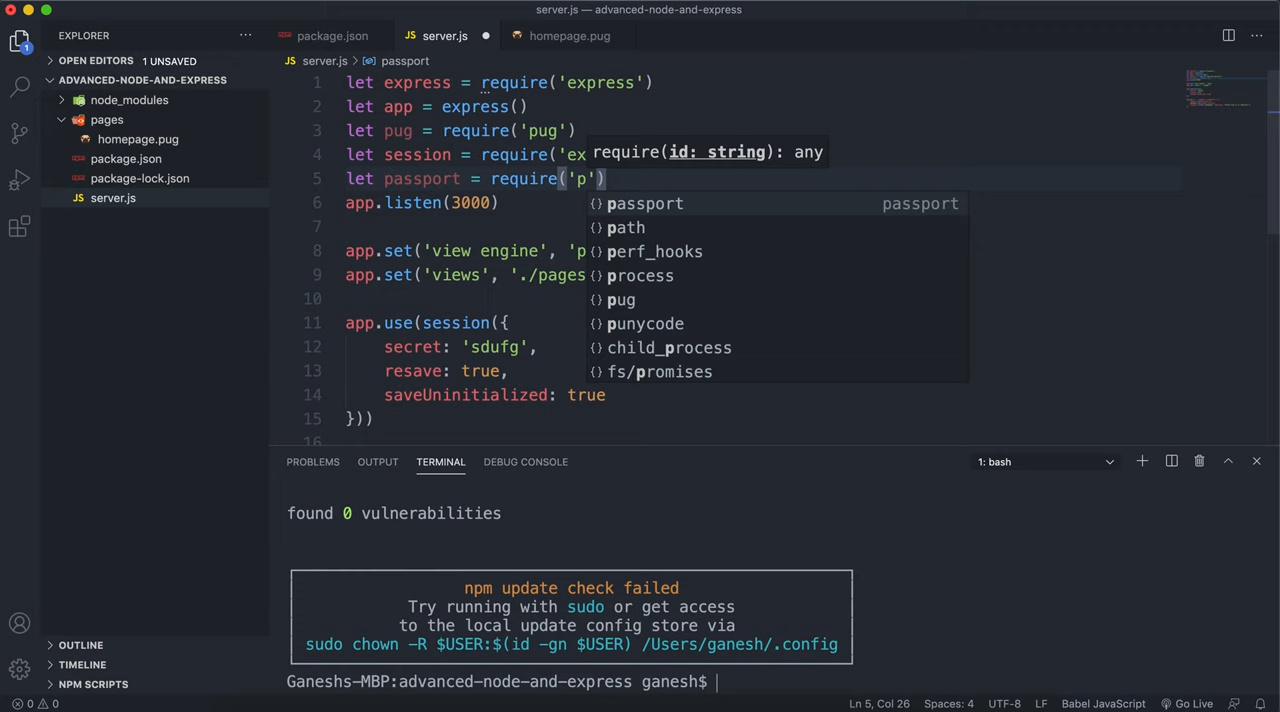 server.js — advanced-node-and-express
EXPLORER
package.json
server.js
homepage.pug
1
OPEN EDITORS 1 UNSAVED
ADVANCED-NODE-AND-EXPRESS
node_modules
pages
homepage.pug
package.json
package-lock.json
JS server.js
JS server.js > passport
1 let express = require('express')
2 let app = express()
3 let pug = require('pug')
4 let session = require('ex
require(id: string): any
5 let passport = require('p')
6 app.listen(3000)
7
8 app.set('view engine', 'p
9 app.set('views', './pages
10
11 app.use(session({
12 secret: 'sdufg',
13 resave: true,
14 saveUninitialized: true
15 }))
16
passport passport
path
perf_hooks
process
pug
punycode
child_process
fs/promises
PROBLEMS OUTPUT TERMINAL DEBUG CONSOLE
1: bash
found 0 vulnerabilities
npm update check failed
Try running with sudo or get access
to the local update config store via
sudo chown -R $USER:$(id -gn $USER) /Users/ganesh/.config
Ganeshs-MBP:advanced-node-and-express ganesh$
OUTLINE
TIMELINE
NPM SCRIPTS
0 0
Ln 5, Col 26 Spaces: 4 UTF-8 LF Babel JavaScript Go Live